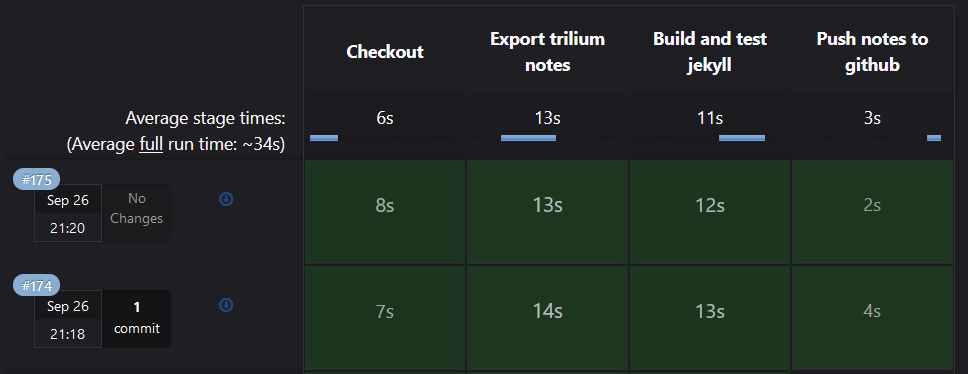 Checkout
Export trilium
notes
Build and test
jekyll
Push notes to
github
Average stage times:
(Average full run time: ~34s)
6s
13s
11s
3s
#175
Sep 26
21:20
No
Changes
8s
13s
12s
2s
#174
Sep 26
21:18
1
commit
7s
14s
13s
4s